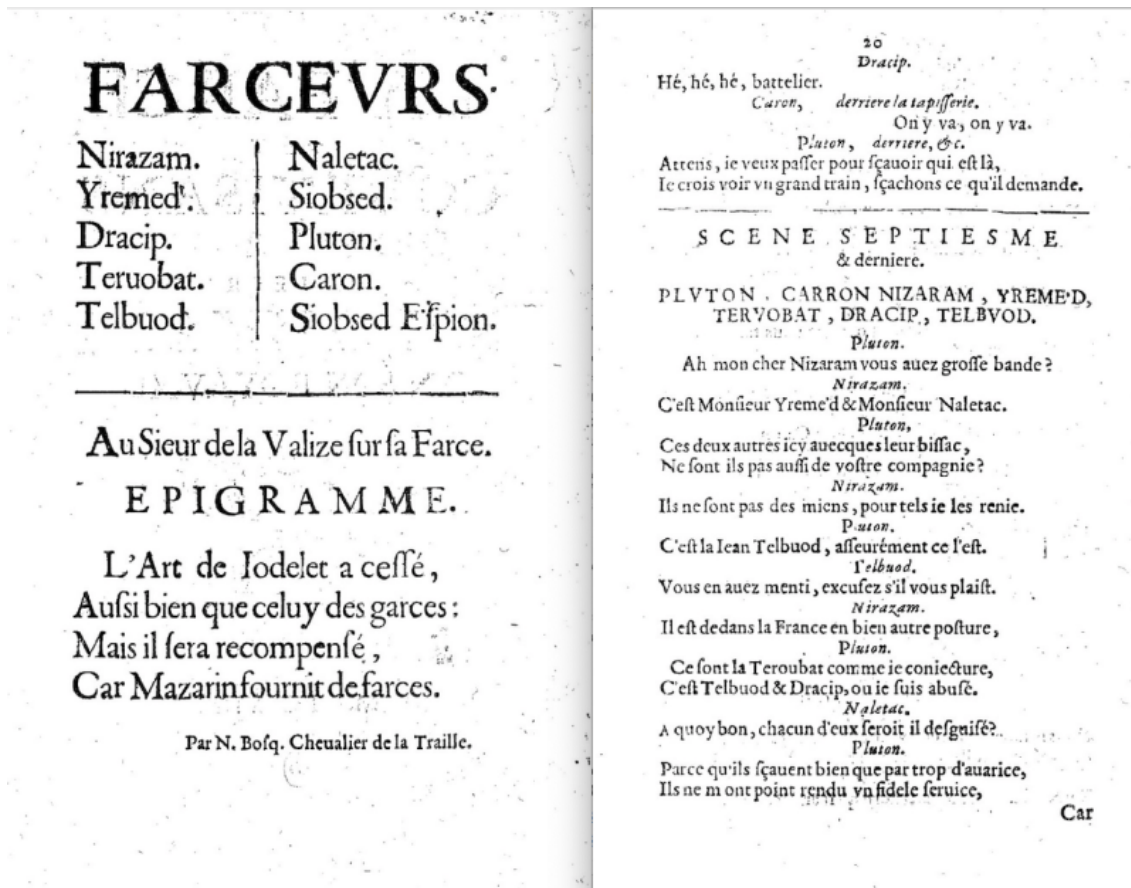 FARCEVRS.
Nirazam.
Yremed'.
Dracip.
Teruobat.
Telbuod.
Naletac.
Siobsed.
Pluton.
Caron.
Siobsed Eſpion.
Au Sieur de la Valize ſur ſa Farce.
EPIGRAMME.
L'Art de Iodelet a ceſſé,
Auſsi bien que celuy des garces :
Mais il ſera recompenſé,
Car Mazarin fournit de farces.
Par N. Boſq. Cheualier de la Traille.
20
Dracip.
Hé, hé, hé, battelier.
Caron, derriere la tapiſſerie.
On y va, on y va.
Pluton, derriere, &c.
Attens, ie veux paſſer pour ſçauoir qui eſt là,
Ie crois voir vn grand train, ſçachons ce qu'il demande.
SCENE SEPTIESME
& derniere.
PLVTON, CARRON NIZARAM, YREME'D,
TERVOBAT, DRACIP, TELBVOD.
Pluton.
Ah mon cher Nizaram vous auez groſſe bande ?
Nirazam.
C'eſt Monſieur Yreme'd & Monſieur Naletac.
Pluton,
Ces deux autres icy auecques leur biſſac,
Ne ſont ils pas auſſi de voſtre compagnie ?
Nirazam.
Ils ne ſont pas des miens, pour tels ie les renie.
Pluton.
C'eſt la Iean Telbuod, aſſeurément ce l'eſt.
Telbuod.
Vous en auez menti, excuſez s'il vous plaiſt.
Nirazam.
Il eſt dedans la France en bien autre poſture,
Pluton.
Ce ſont la Teroubat comme ie coniecture,
C'eſt Telbuod & Dracip, ou ie ſuis abuſé.
Naletac.
A quoy bon, chacun d'eux ſeroit il deſguiſé ?
Pluton.
Parce qu'ils ſçauent bien que par trop d'auarice,
Ils ne m ont point rendu vn fidele ſeruice,
Car